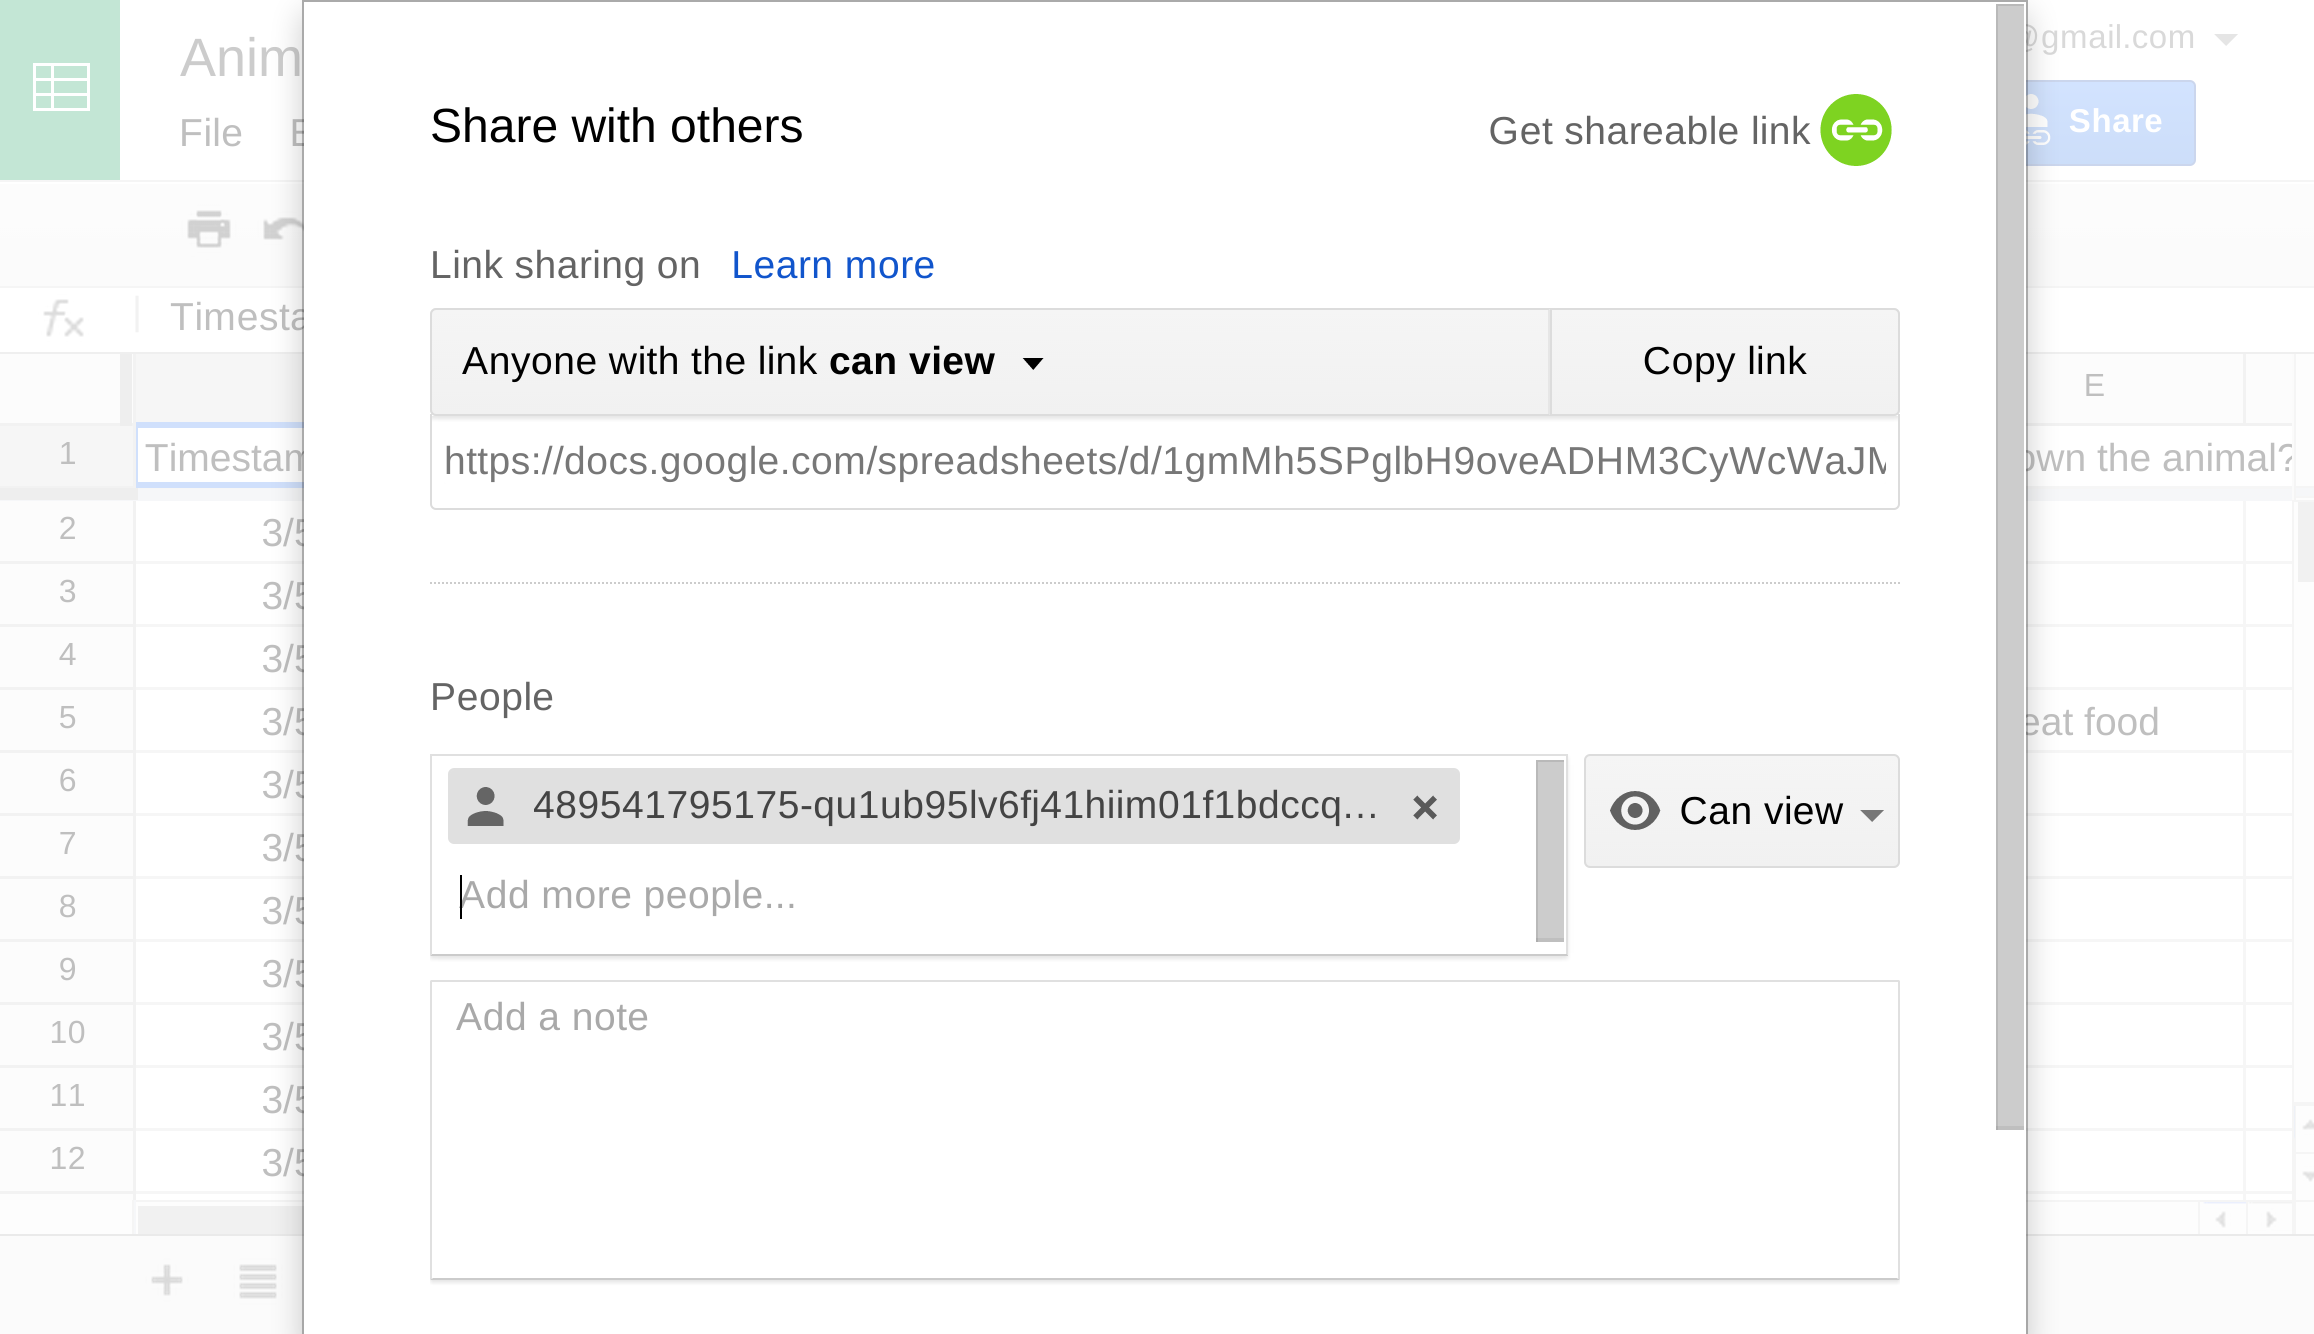 Anim
@gmail.com
File
Share
Share with others
Get shareable link
Link sharing on Learn more
Timesta
Anyone with the link can view
Copy link
E
1 Timestam
own the animal?
https://docs.google.com/spreadsheets/d/1gmMh5SPglbH9oveADHM3CyWcWaJM
2 3/5
3 3/5
4 3/5
People
5 3/5
eat food
6 3/5
489541795175-qu1ub95lv6fj41hiim01f1bdccq...
Can view
7 3/5
8 3/5
Add more people...
9 3/5
10 3/5
Add a note
11 3/5
12 3/5